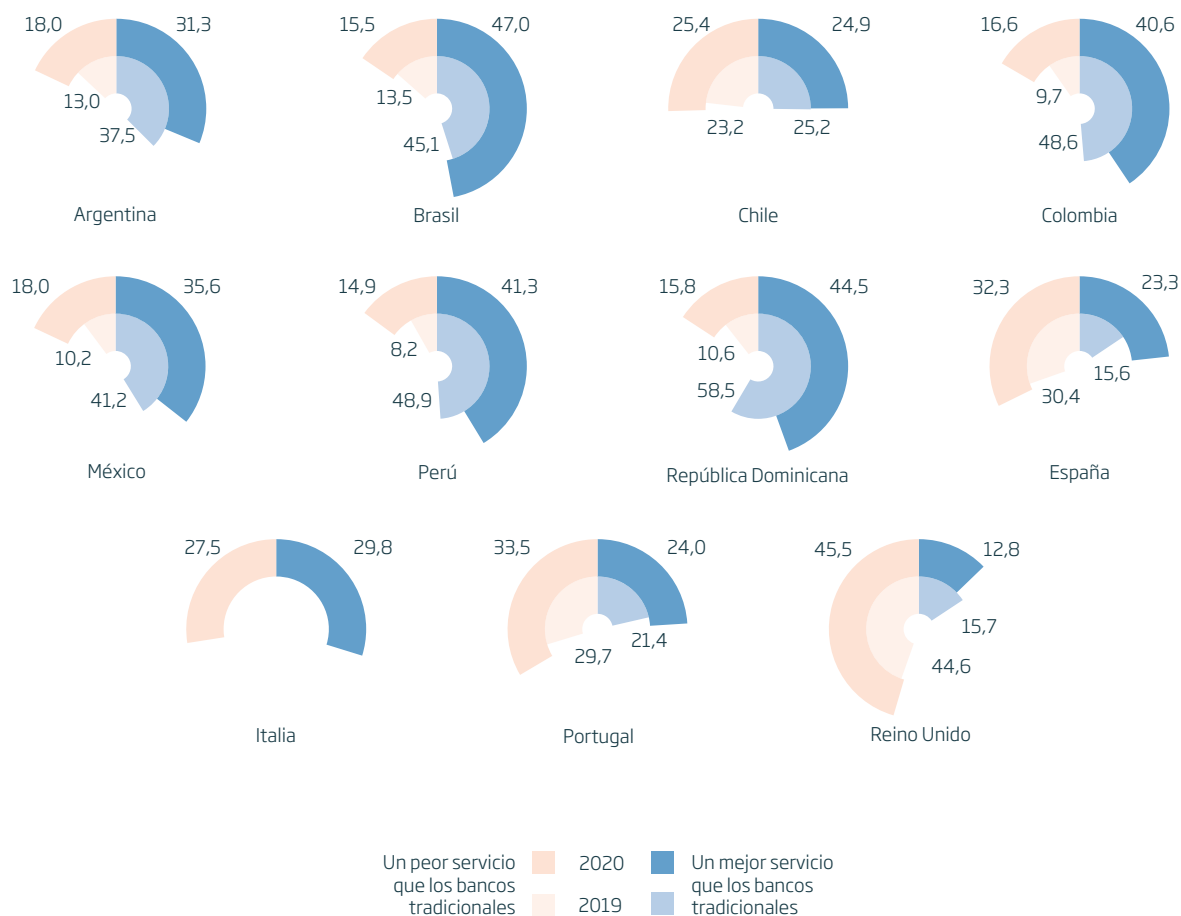 18,0 31,3
13,0
37,5
Argentina
15,5 47,0
13,5
45,1
Brasil
25,4 24,9
23,2 25,2
Chile
16,6 40,6
9,7
48,6
Colombia
18,0 35,6
10,2
41,2
México
14,9 41,3
8,2
48,9
Perú
15,8 44,5
10,6
58,5
República Dominicana
32,3 23,3
15,6
30,4
España
27,5 29,8
Italia
33,5 24,0
21,4
29,7
Portugal
45,5 12,8
15,7
44,6
Reino Unido
Un peor servicio
que los bancos
tradicionales
2020
2019
Un mejor servicio
que los bancos
tradicionales